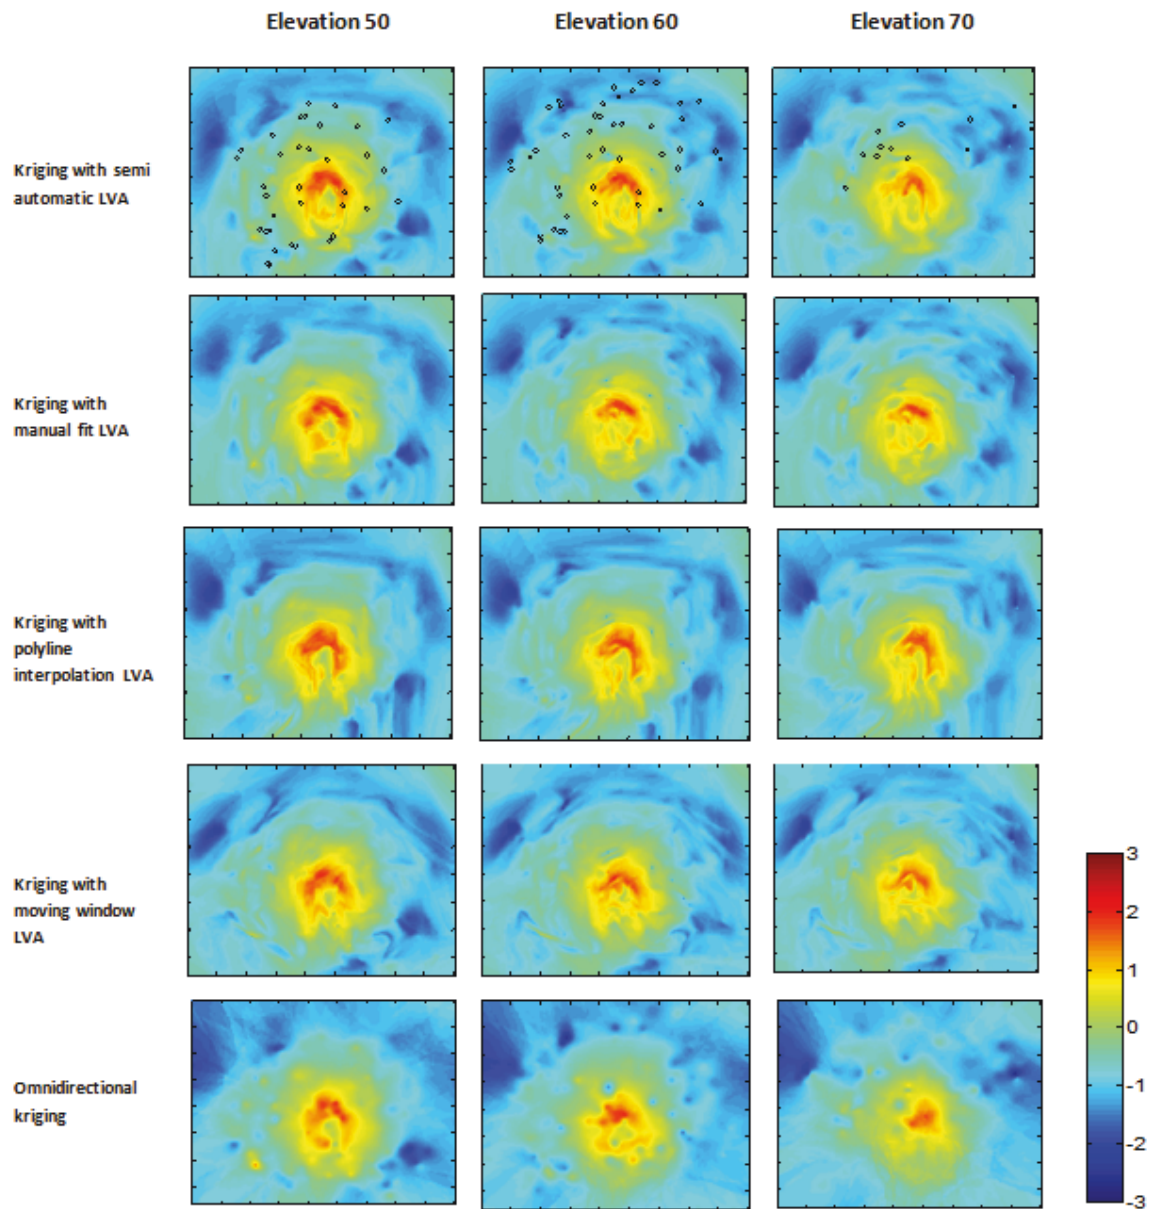 Elevation 50 Elevation 60 Elevation 70
Kriging with semi
automatic LVA
Kriging with
manual fit LVA
Kriging with
polyline
interpolation LVA
Kriging with
moving window
LVA
Omnidirectional
kriging
3
2
1
0
-1
-2
-3